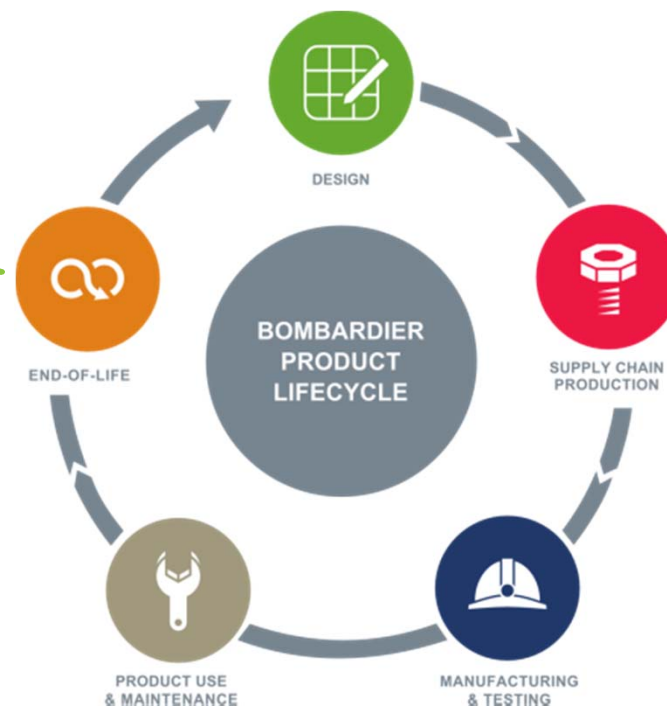 DESIGN
SUPPLY CHAIN
PRODUCTION
MANUFACTURING
& TESTING
PRODUCT USE
& MAINTENANCE
END-OF-LIFE
BOMBARDIER
PRODUCT
LIFECYCLE